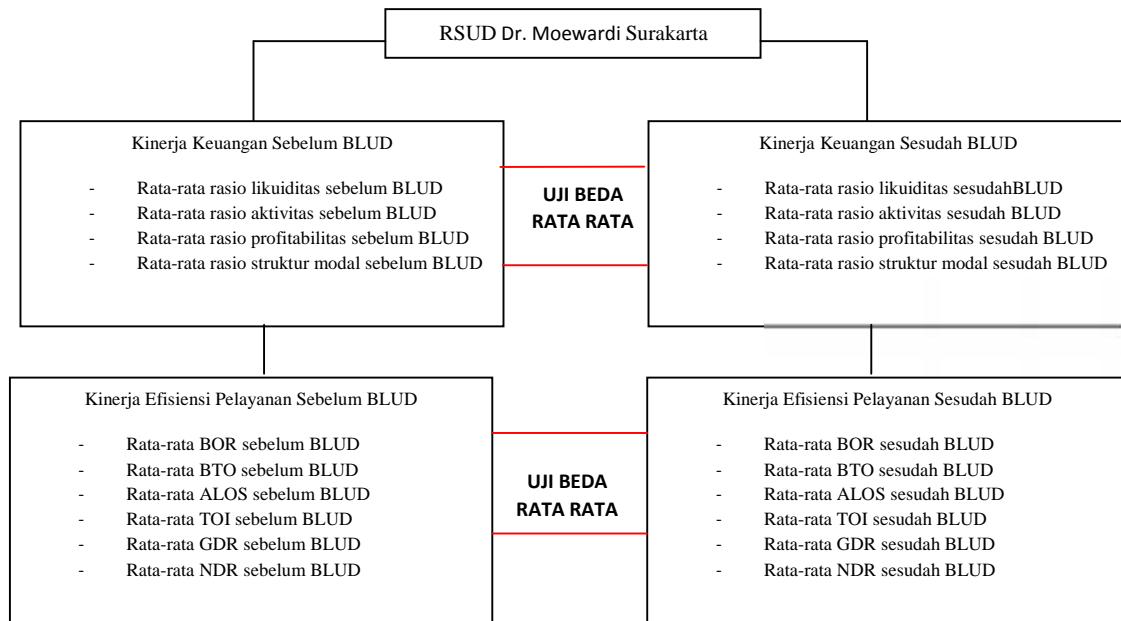 RSUD Dr. Moewardi Surakarta
Kinerja Keuangan Sebelum BLUD
- Rata-rata rasio likuiditas sebelum BLUD
- Rata-rata rasio aktivitas sebelum BLUD
- Rata-rata rasio profitabilitas sebelum BLUD
- Rata-rata rasio struktur modal sebelum BLUD
UJI BEDA
RATA RATA
Kinerja Keuangan Sesudah BLUD
- Rata-rata rasio likuiditas sesudahBLUD
- Rata-rata rasio aktivitas sesudah BLUD
- Rata-rata rasio profitabilitas sesudah BLUD
- Rata-rata rasio struktur modal sesudah BLUD
Kinerja Efisiensi Pelayanan Sebelum BLUD
- Rata-rata BOR sebelum BLUD
- Rata-rata BTO sebelum BLUD
- Rata-rata ALOS sebelum BLUD
- Rata-rata TOI sebelum BLUD
- Rata-rata GDR sebelum BLUD
- Rata-rata NDR sebelum BLUD
UJI BEDA
RATA RATA
Kinerja Efisiensi Pelayanan Sesudah BLUD
- Rata-rata BOR sesudah BLUD
- Rata-rata BTO sesudah BLUD
- Rata-rata ALOS sesudah BLUD
- Rata-rata TOI sesudah BLUD
- Rata-rata GDR sesudah BLUD
- Rata-rata NDR sesudah BLUD